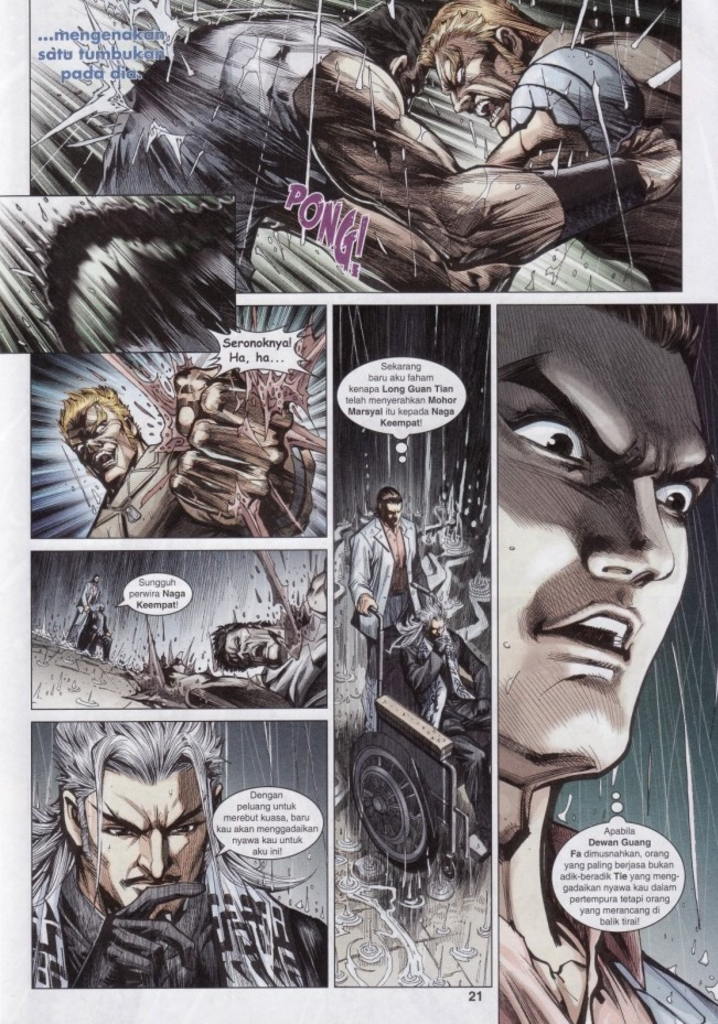 ...mengenakan
satu tumbukan
pada dia.
PONG!
Seronoknya!
Ha, ha...
Sekarang
baru aku faham
kenapa Long Guan Tian
telah menyerahkan Mohor
Marsyal itu kepada Naga
Keempat!
Sungguh
perwira Naga
Keempat!
Dengan
peluang untuk
merebut kuasa, baru
kau akan menggadaikan
nyawa kau untuk
aku ini!
Apabila
Dewan Guang
Fa dimusnahkan, orang
yang paling berjasa bukan
adik-beradik Tie yang meng-
gadaikan nyawa kau dalam
pertempura tetapi orang
yang merancang di
balik tirai!
21